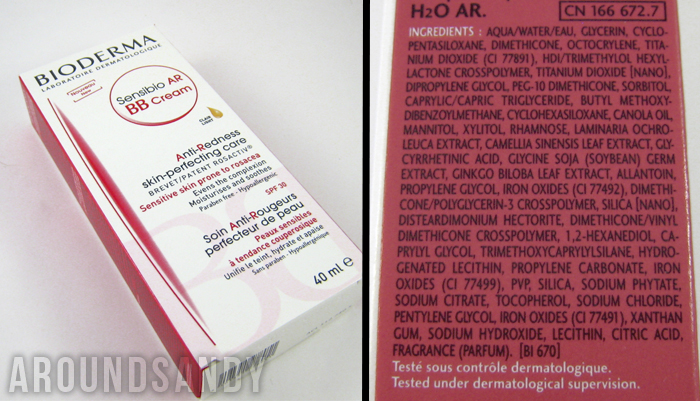 BIODERMA
LABORATOIRE DERMATOLOGIQUE
Nouveau
New
Sensibio AR
BB Cream
CLAIR
LIGHT
Anti-Redness
skin-perfecting care
BREVET/PATENT ROSACTIV®
Sensitive skin prone to rosacea
Evens the complexion
Moisturises and soothes
Paraben free - Hypoallergenic
SPF 30
Soin Anti-Rougeurs
perfecteur de peau
Peaux sensibles
à tendance couperosique
Unifie le teint, hydrate et apaise
Sans paraben - Hypoallergénique
40 ml e
AROUNDSANDY
H2O AR.
CN 166 672.7
INGREDIENTS : AQUA/WATER/EAU, GLYCERIN, CYCLO-
PENTASILOXANE, DIMETHICONE, OCTOCRYLENE, TITA-
NIUM DIOXIDE (CI 77891), HDI/TRIMETHYLOL HEXYL-
LACTONE CROSSPOLYMER, TITANIUM DIOXIDE [NANO],
DIPROPYLENE GLYCOL, PEG-10 DIMETHICONE, SORBITOL,
CAPRYLIC/CAPRIC TRIGLYCERIDE, BUTYL METHOXY-
DIBENZOYLMETHANE, CYCLOHEXASILOXANE, CANOLA OIL,
MANNITOL, XYLITOL, RHAMNOSE, LAMINARIA OCHRO-
LEUCA EXTRACT, CAMELLIA SINENSIS LEAF EXTRACT, GLY-
CYRRHETINIC ACID, GLYCINE SOJA (SOYBEAN) GERM
EXTRACT, GINKGO BILOBA LEAF EXTRACT, ALLANTOIN,
PROPYLENE GLYCOL, IRON OXIDES (CI 77492), DIMETHI-
CONE/POLYGLYCERIN-3 CROSSPOLYMER, SILICA [NANO],
DISTEARDIMONIUM HECTORITE, DIMETHICONE/VINYL
DIMETHICONE CROSSPOLYMER, 1,2-HEXANEDIOL, CA-
PRYLYL GLYCOL, TRIMETHOXYCAPRYLYLSILANE, HYDRO-
GENATED LECITHIN, PROPYLENE CARBONATE, IRON
OXIDES (CI 77499), PVP, SILICA, SODIUM PHYTATE,
SODIUM CITRATE, TOCOPHEROL, SODIUM CHLORIDE,
PENTYLENE GLYCOL, IRON OXIDES (CI 77491), XANTHAN
GUM, SODIUM HYDROXIDE, LECITHIN, CITRIC ACID,
FRAGRANCE (PARFUM). [BI 670]
Testé sous contrôle dermatologique.
Tested under dermatological supervision.